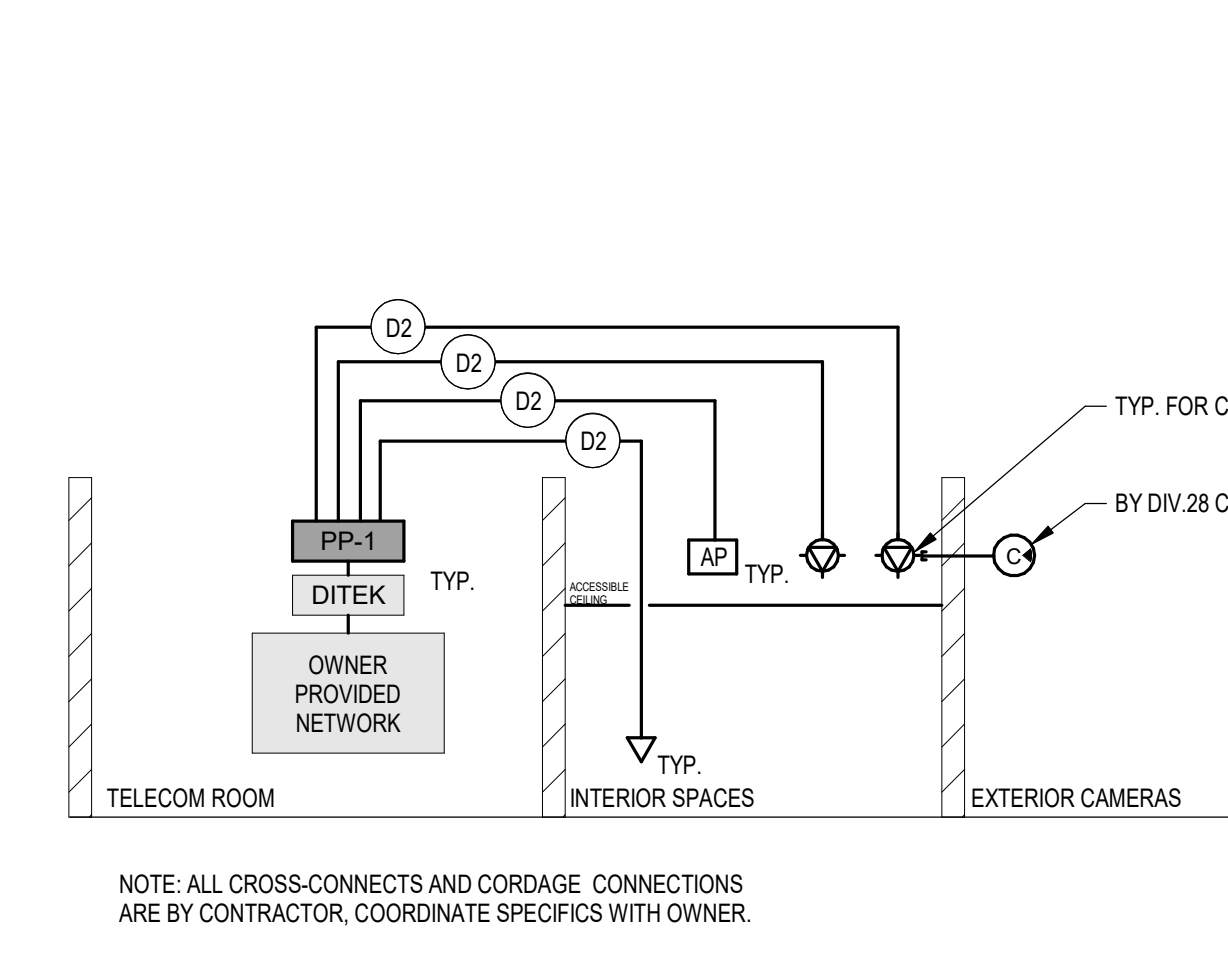 D2
D2
D2
D2
TYP. FOR C
BY DIV.28 C
PP-1
DITEK
TYP.
OWNER
PROVIDED
NETWORK
ACCESSIBLE
CEILING
AP
TYP.
C
TYP.
TELECOM ROOM
INTERIOR SPACES
EXTERIOR CAMERAS
NOTE: ALL CROSS-CONNECTS AND CORDAGE CONNECTIONS
ARE BY CONTRACTOR, COORDINATE SPECIFICS WITH OWNER.